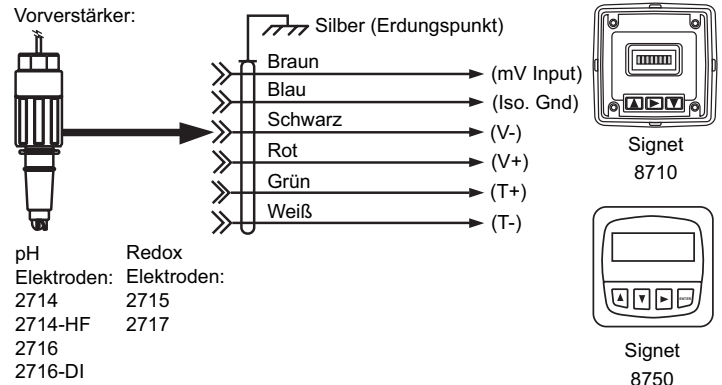 Vorverstärker:
Silber (Erdungspunkt)
Braun
(mV Input)
Blau
(Iso. Gnd)
Schwarz
(V-)
Rot
(V+)
Grün
(T+)
Weiß
(T-)
pH
Elektroden:
2714
2714-HF
2716
2716-DI
Redox
Elektroden:
2715
2717
Signet
8710
ENTER
Signet
8750